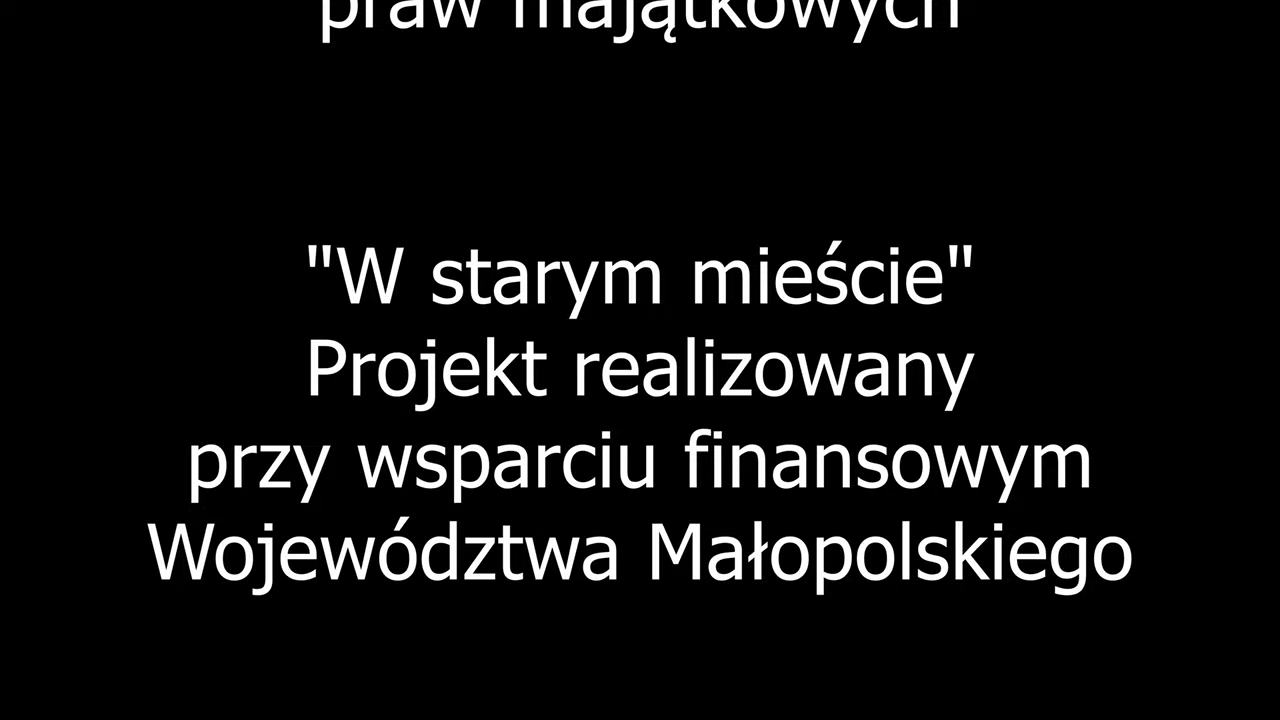 praw majątkowych
"W starym mieście"
Projekt realizowany
przy wsparciu finansowym
Województwa Małopolskiego